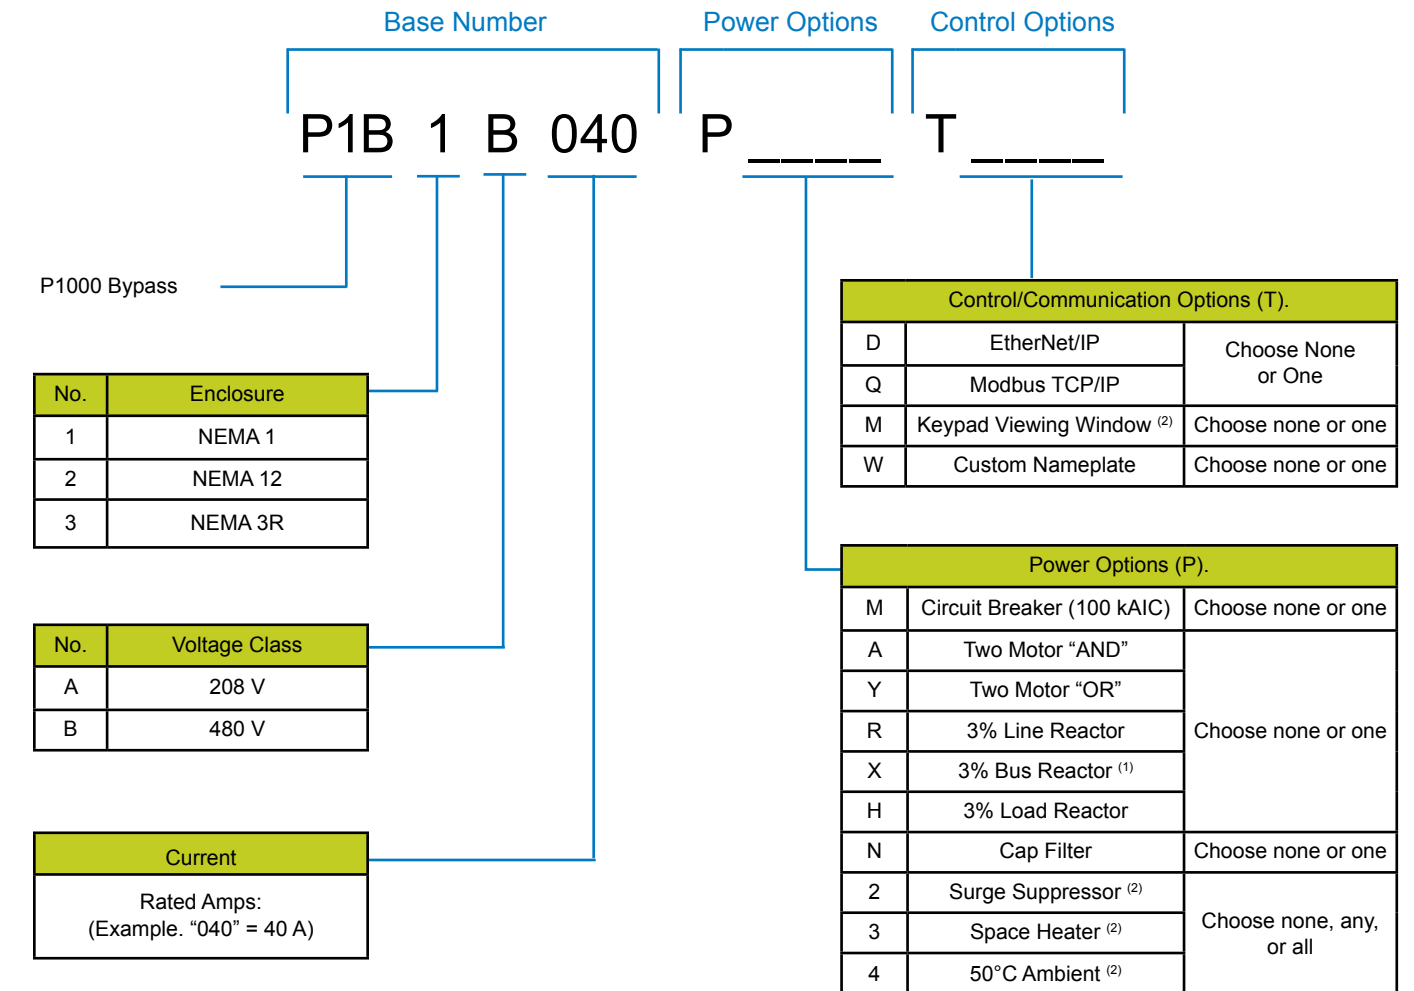 Base Number Power Options Control Options
P1B 1 B 040 P ____ T ____
P1000 Bypass
No. Enclosure
1 NEMA 1
2 NEMA 12
3 NEMA 3R
No. Voltage Class
A 208 V
B 480 V
Current
Rated Amps:
(Example. “040” = 40 A)
Control/Communication Options (T).
D EtherNet/IP Choose None
or One
Q Modbus TCP/IP
M Keypad Viewing Window (2) Choose none or one
W Custom Nameplate Choose none or one
Power Options (P).
M Circuit Breaker (100 kAIC) Choose none or one
A Two Motor “AND”
Y Two Motor “OR”
R 3% Line Reactor Choose none or one
X 3% Bus Reactor (1)
H 3% Load Reactor
N Cap Filter Choose none or one
2 Surge Suppressor (2)
3 Space Heater (2) Choose none, any,
or all
4 50°C Ambient (2)